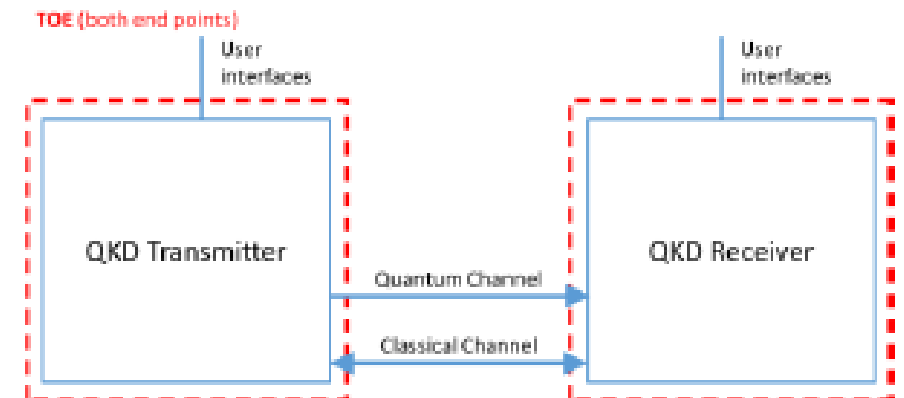 TOE (both end points)
User
interfaces
User
interfaces
QKD Transmitter
QKD Receiver
Quantum Channel
Classical Channel